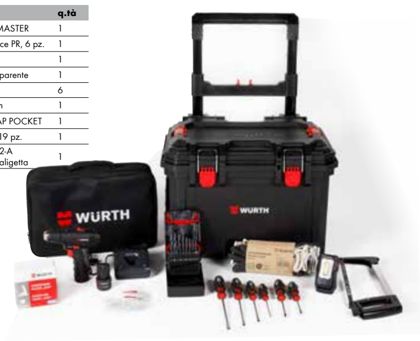 q.tà
MASTER 1
ce PR, 6 pz. 1
1
parente 1
6
n 1
AP POCKET 1
19 pz. 1
2-A
aligetta 1
WÜRTH
WÜRTH